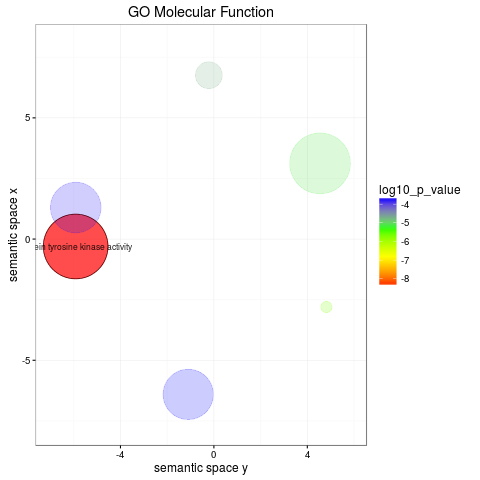 GO Molecular Function
semantic space x
5
0
-5
ein tyrosine kinase activity
-4
0
4
semantic space y
log10_p_value
-4
-5
-6
-7
-8